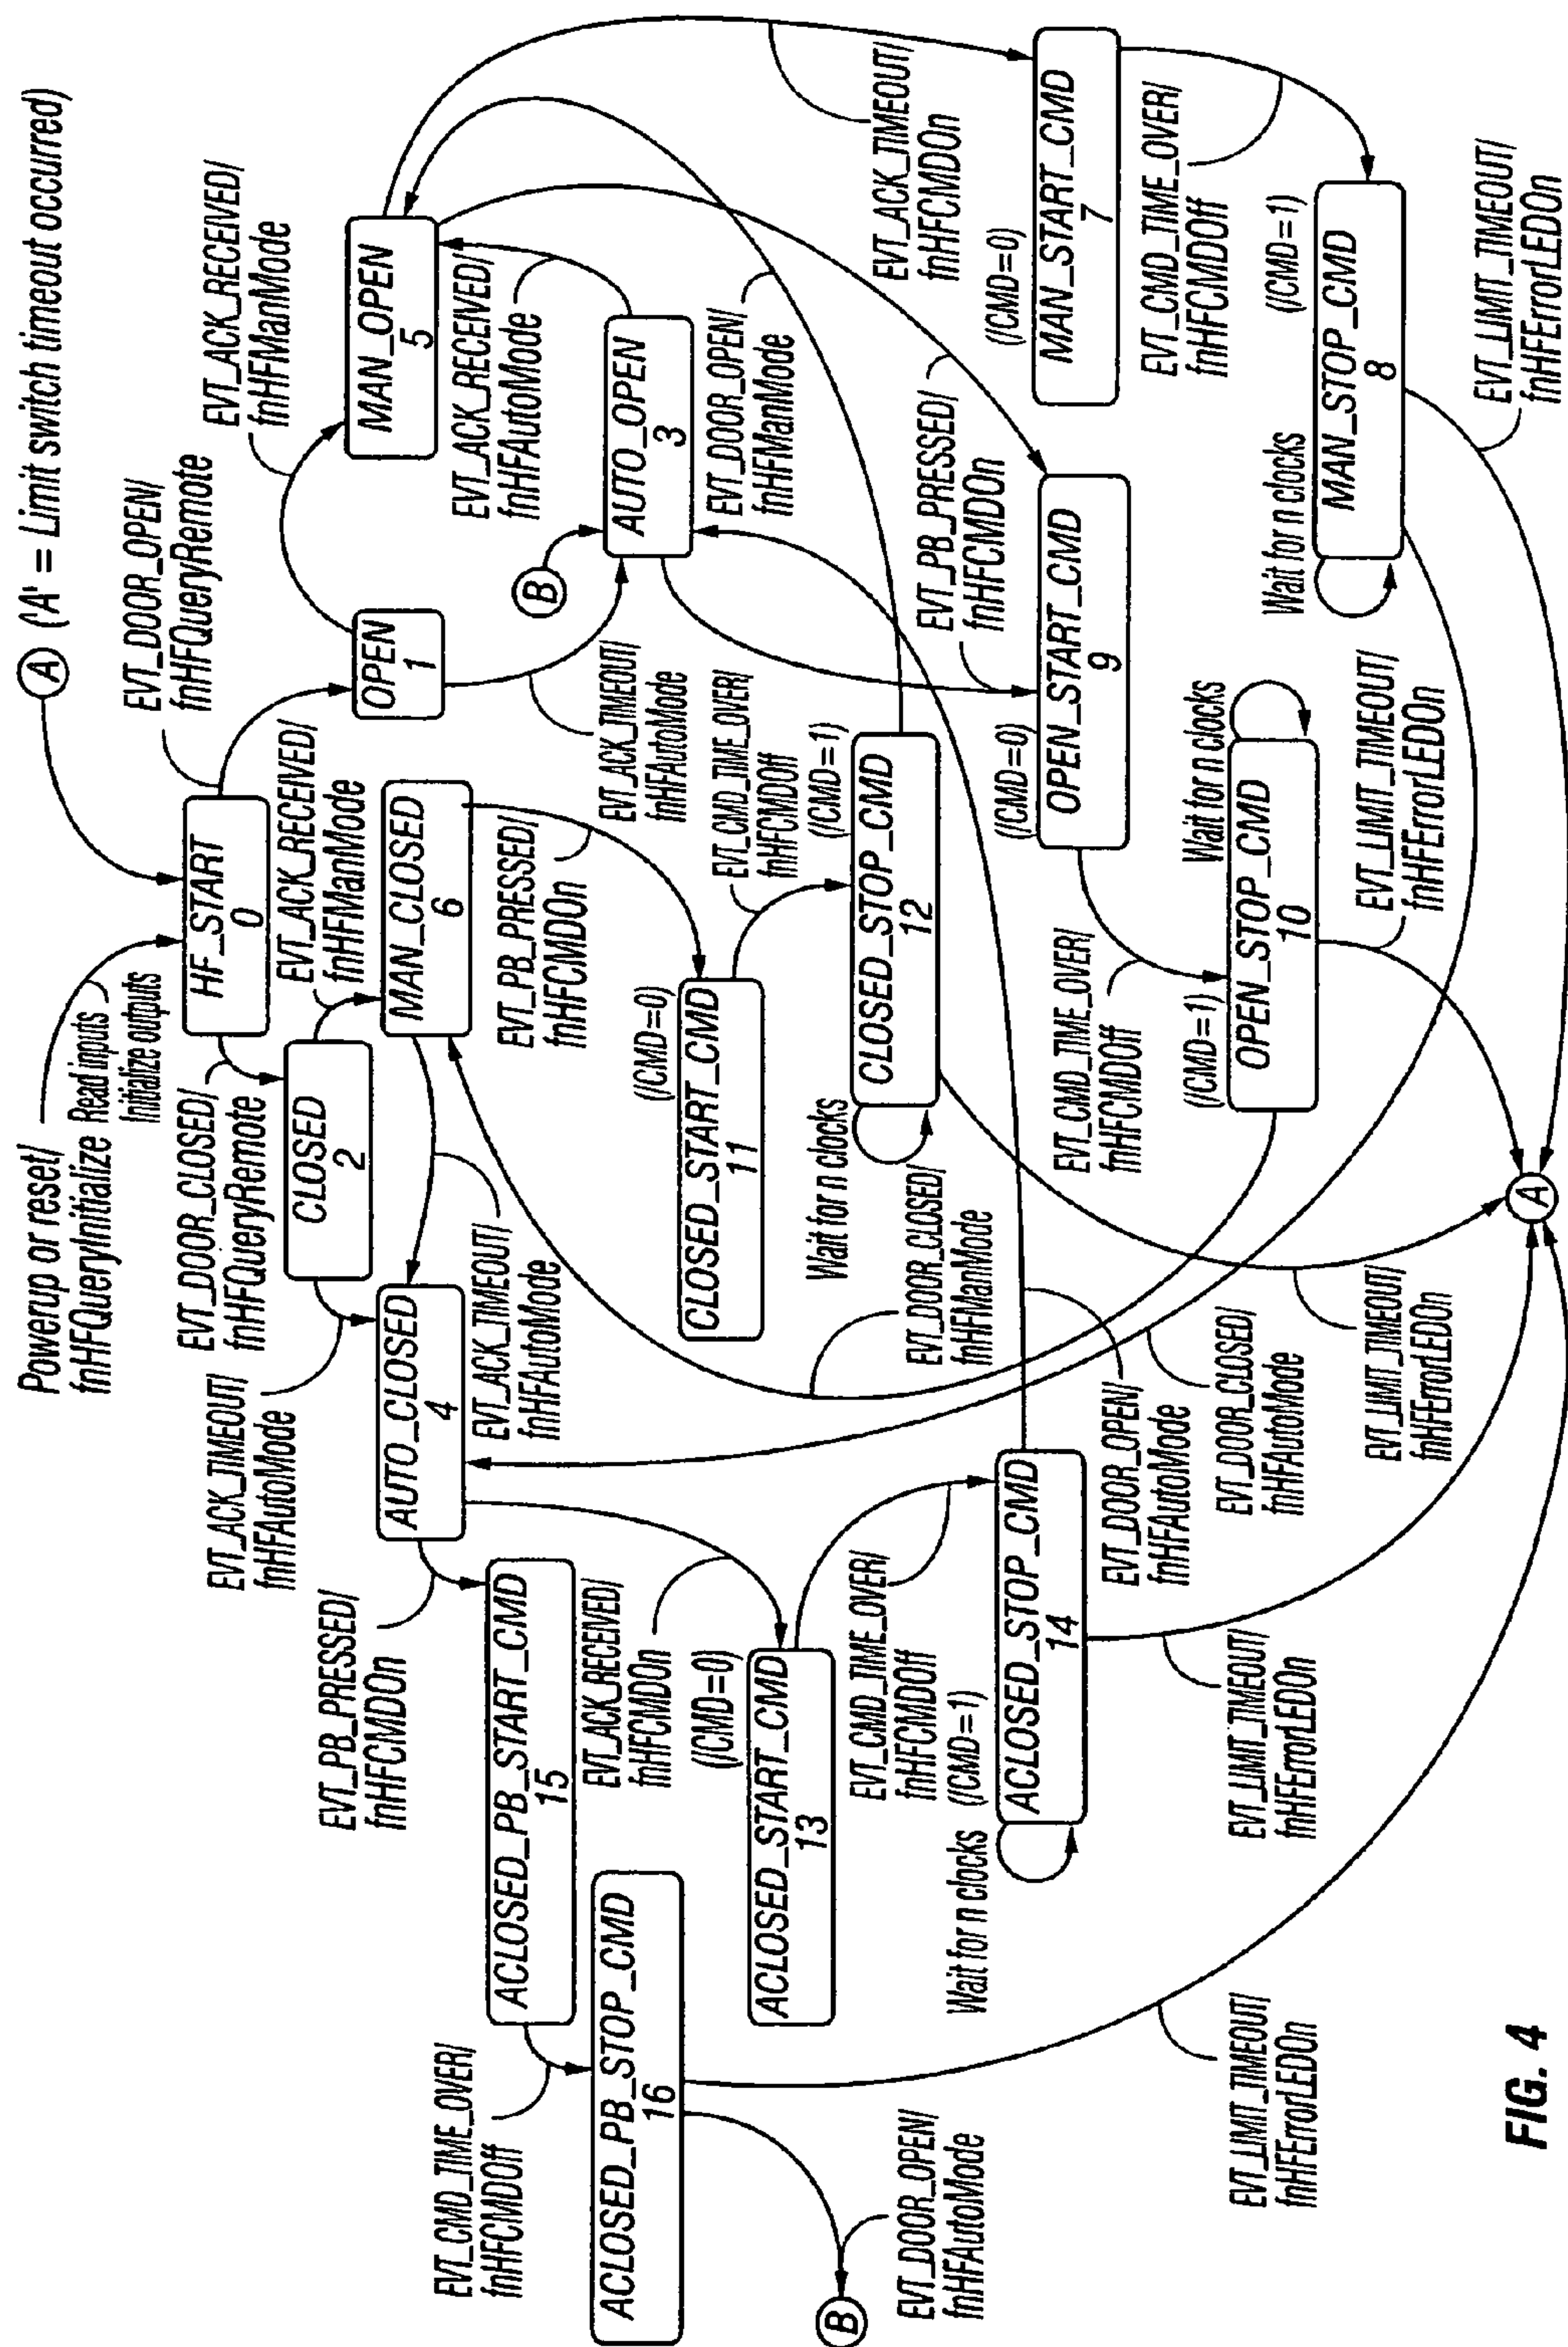 Powerup or reset/
fnHFQueryInitialize
Read inputs
Initialize outputs
A ('A' = Limit switch timeout occurred)
HF_START
0
EVT_DOOR_OPEN/
fnHFQueryRemote
EVT_DOOR_CLOSED/
fnHFQueryRemote
OPEN
1
CLOSED
2
EVT_ACK_RECEIVED/
fnHFManMode
EVT_ACK_RECEIVED/
fnHFManMode
EVT_ACK_TIMEOUT/
fnHFAutoMode
MAN_OPEN
5
MAN_CLOSED
6
AUTO_CLOSED
4
EVT_ACK_RECEIVED/
fnHFAutoMode
B
AUTO_OPEN
3
EVT_ACK_TIMEOUT/
fnHFAutoMode
EVT_ACK_TIMEOUT/
fnHFAutoMode
EVT_PB_PRESSED/
fnHFCMDOn
EVT_PB_PRESSED/
fnHFCMDOn
EVT_DOOR_OPEN/
fnHFManMode
ACLOSED_PB_START_CMD
15
EVT_CMD_TIME_OVER/
fnHFCMDOff
ACLOSED_PB_STOP_CMD
16
EVT_ACK_RECEIVED/
fnHFCMDOn
(/CMD=0)
ACLOSED_START_CMD
13
(/CMD=0)
CLOSED_START_CMD
11
EVT_CMD_TIME_OVER/
fnHFCMDOff
(/CMD=1)
CLOSED_STOP_CMD
12
Wait for n clocks
EVT_ACK_TIMEOUT/
fnHFCMDOn
(/CMD=0)
MAN_START_CMD
7
EVT_PB_PRESSED/
fnHFCMDOn
(/CMD=0)
OPEN_START_CMD
9
EVT_CMD_TIME_OVER/
fnHFCMDOff
(/CMD=1)
ACLOSED_STOP_CMD
14
Wait for n clocks
EVT_DOOR_CLOSED/
fnHFManMode
B
EVT_DOOR_OPEN/
fnHFAutoMode
EVT_CMD_TIME_OVER/
fnHFCMDOff
(/CMD=1)
OPEN_STOP_CMD
10
Wait for n clocks
EVT_CMD_TIME_OVER/
fnHFCMDOff
(/CMD=1)
MAN_STOP_CMD
8
Wait for n clocks
EVT_DOOR_OPEN/
fnHFAutoMode
EVT_DOOR_CLOSED/
fnHFAutoMode
EVT_LIMIT_TIMEOUT/
fnHFErrorLEDOn
EVT_LIMIT_TIMEOUT/
fnHFErrorLEDOn
EVT_LIMIT_TIMEOUT/
fnHFErrorLEDOn
EVT_LIMIT_TIMEOUT/
fnHFErrorLEDOn
EVT_LIMIT_TIMEOUT/
fnHFErrorLEDOn
A
FIG. 4